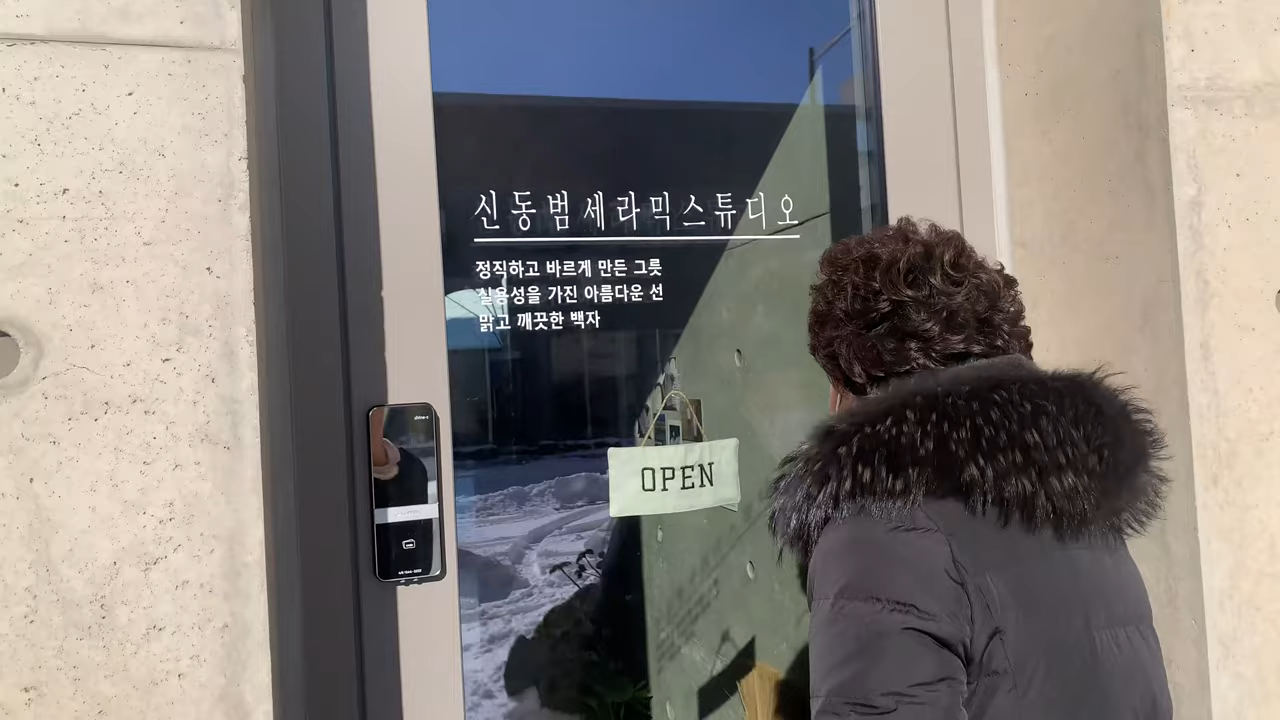 신동범세라믹스튜디오
정직하고 바르게 만든 그릇
실용성을 가진 아름다운 선
맑고 깨끗한 백자
OPEN